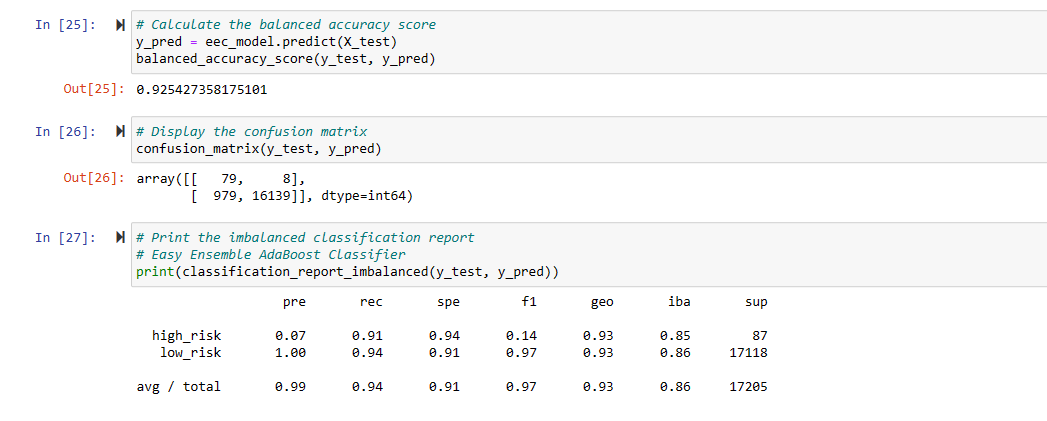 In [25]: # Calculate the balanced accuracy score
y_pred = eec_model.predict(X_test)
balanced_accuracy_score(y_test, y_pred)
Out[25]: 0.925427358175101
In [26]: # Display the confusion matrix
confusion_matrix(y_test, y_pred)
Out[26]: array([[   79,     8],
       [  979, 16139]], dtype=int64)
In [27]: # Print the imbalanced classification report
# Easy Ensemble AdaBoost Classifier
print(classification_report_imbalanced(y_test, y_pred))
pre rec spe f1 geo iba sup
high_risk 0.07 0.91 0.94 0.14 0.93 0.85 87
low_risk 1.00 0.94 0.91 0.97 0.93 0.86 17118
avg / total 0.99 0.94 0.91 0.97 0.93 0.86 17205